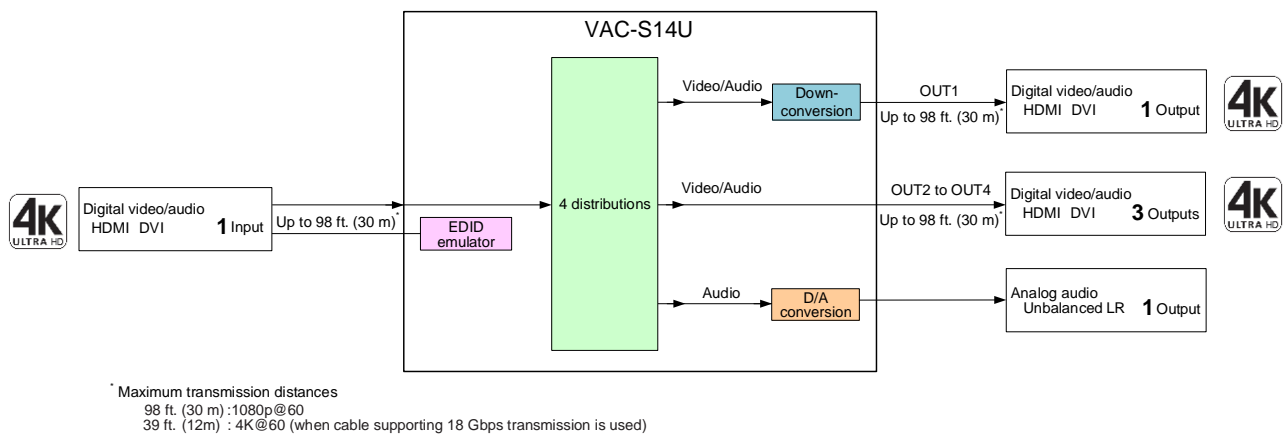 VAC-S14U
Video/Audio
Down-
conversion
OUT1
Up to 98 ft. (30 m)*
Digital video/audio
HDMI DVI 1 Output
4K
ULTRA HD
4K
ULTRA HD
Digital video/audio
HDMI DVI 1 Input
Up to 98 ft. (30 m)*
EDID
emulator
4 distributions
Video/Audio
OUT2 to OUT4
Up to 98 ft. (30 m)*
Digital video/audio
HDMI DVI 3 Outputs
4K
ULTRA HD
Audio
D/A
conversion
Analog audio
Unbalanced LR 1 Output
* Maximum transmission distances
98 ft. (30 m) :1080p@60
39 ft. (12m) : 4K@60 (when cable supporting 18 Gbps transmission is used)